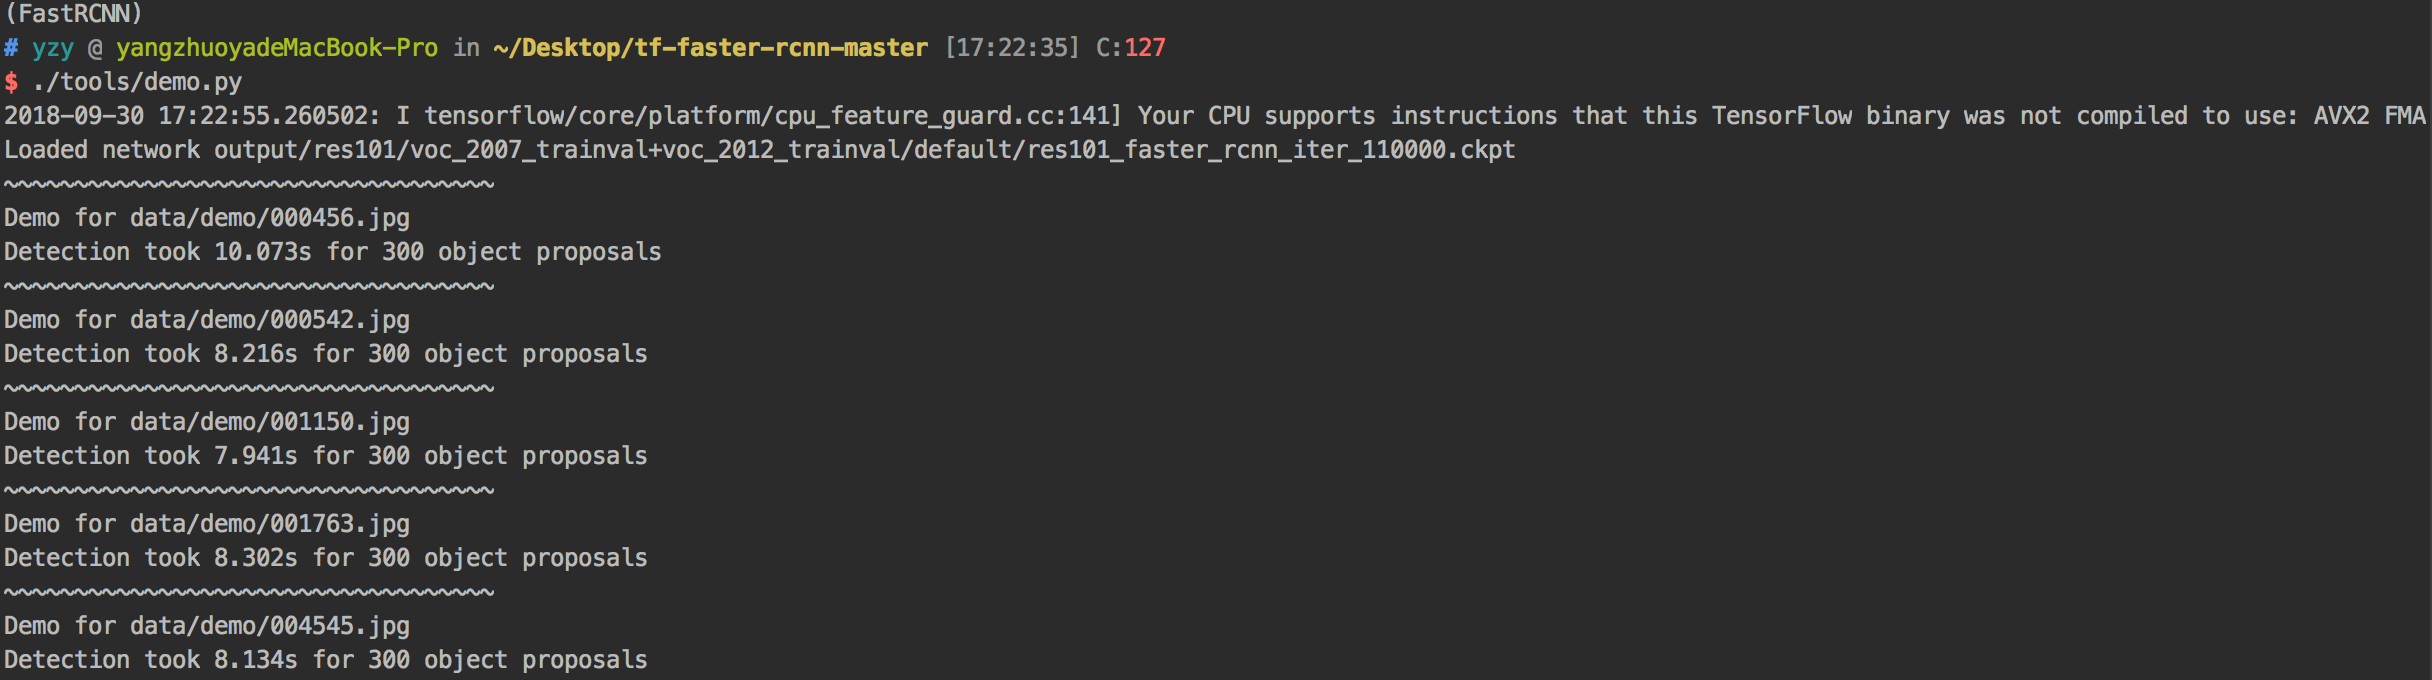 (FastRCNN)
# yzy @ yangzhuoyadeMacBook-Pro in ~/Desktop/tf-faster-rcnn-master [17:22:35] C:127
$ ./tools/demo.py
2018-09-30 17:22:55.260502: I tensorflow/core/platform/cpu_feature_guard.cc:141] Your CPU supports instructions that this TensorFlow binary was not compiled to use: AVX2 FMA
Loaded network output/res101/voc_2007_trainval+voc_2012_trainval/default/res101_faster_rcnn_iter_110000.ckpt
~~~~~~~~~~~~~~~~~~~~~~~~~~~~~~~~~~~
Demo for data/demo/000456.jpg
Detection took 10.073s for 300 object proposals
~~~~~~~~~~~~~~~~~~~~~~~~~~~~~~~~~~~
Demo for data/demo/000542.jpg
Detection took 8.216s for 300 object proposals
~~~~~~~~~~~~~~~~~~~~~~~~~~~~~~~~~~~
Demo for data/demo/001150.jpg
Detection took 7.941s for 300 object proposals
~~~~~~~~~~~~~~~~~~~~~~~~~~~~~~~~~~~
Demo for data/demo/001763.jpg
Detection took 8.302s for 300 object proposals
~~~~~~~~~~~~~~~~~~~~~~~~~~~~~~~~~~~
Demo for data/demo/004545.jpg
Detection took 8.134s for 300 object proposals